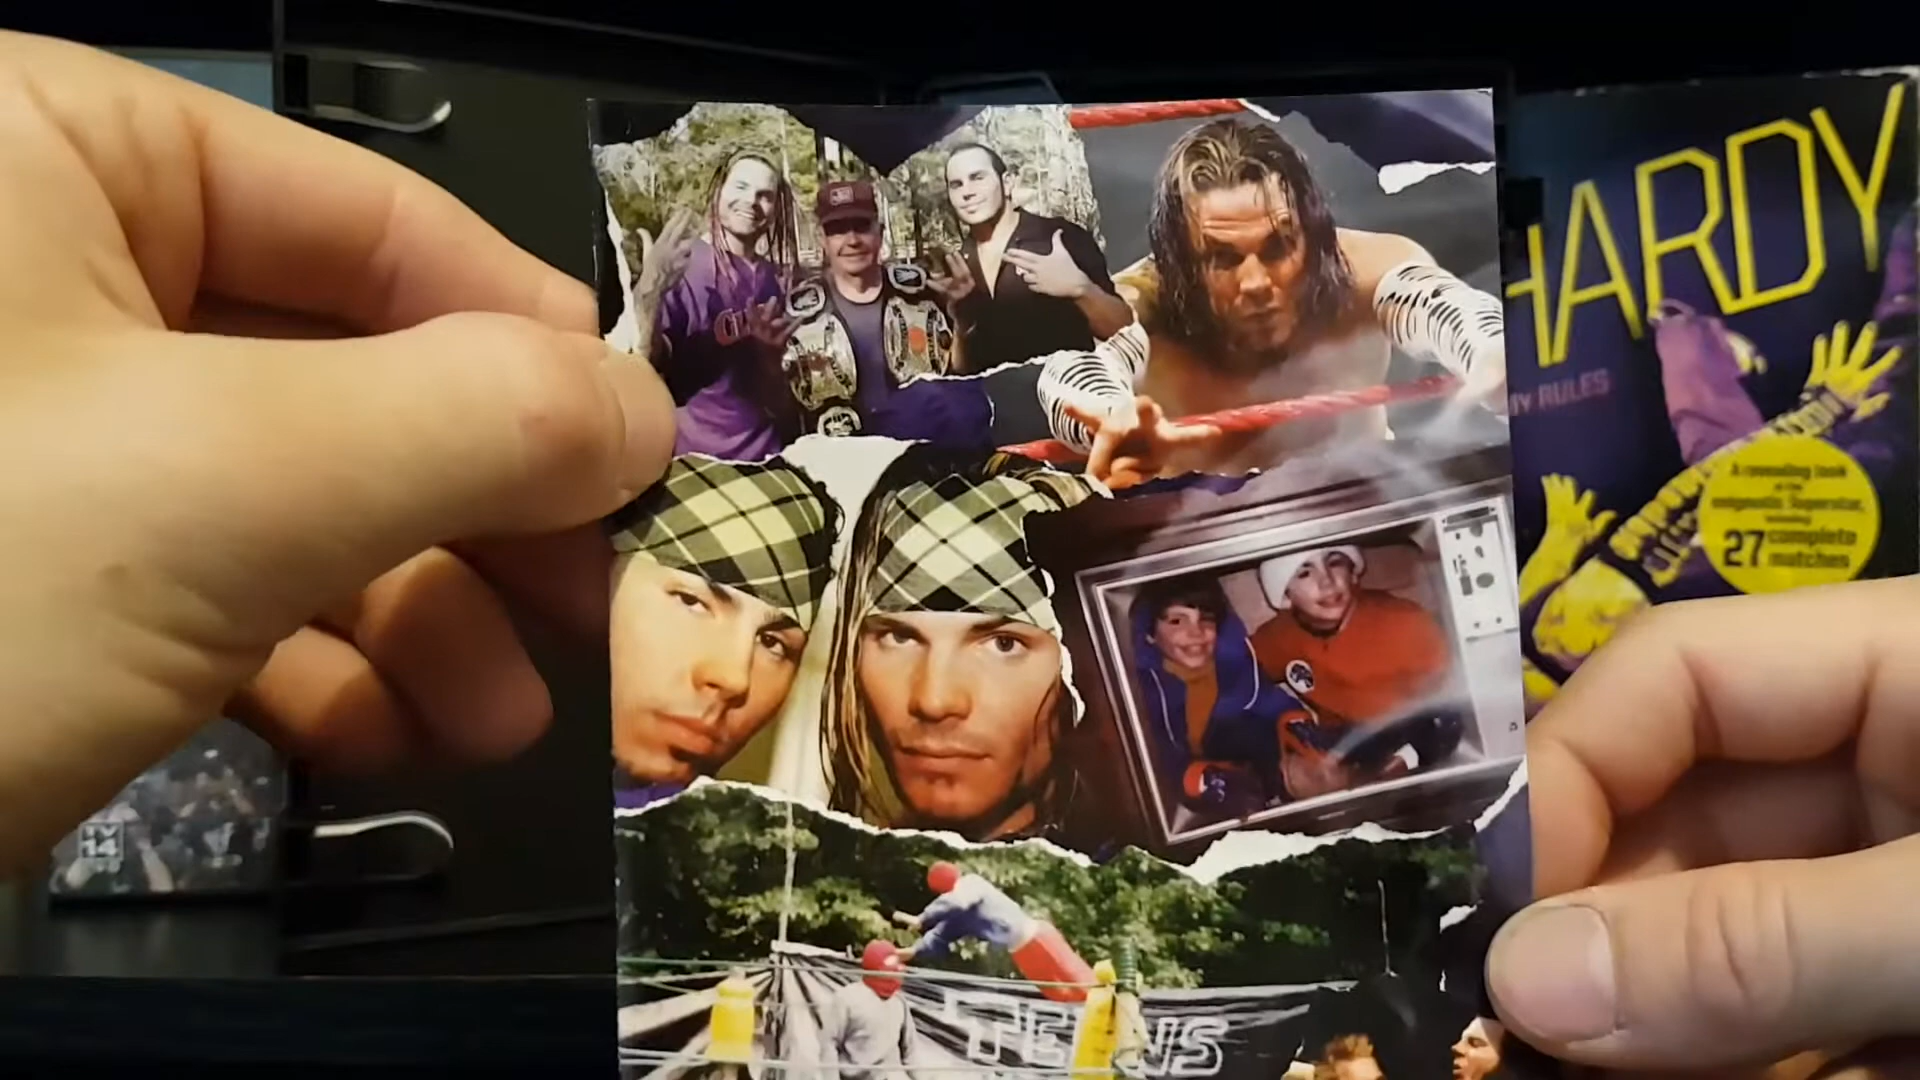 HARDY
MY RULES
A revealing look
at the
enigmatic Superstar,
including
27 complete
matches
TV
14